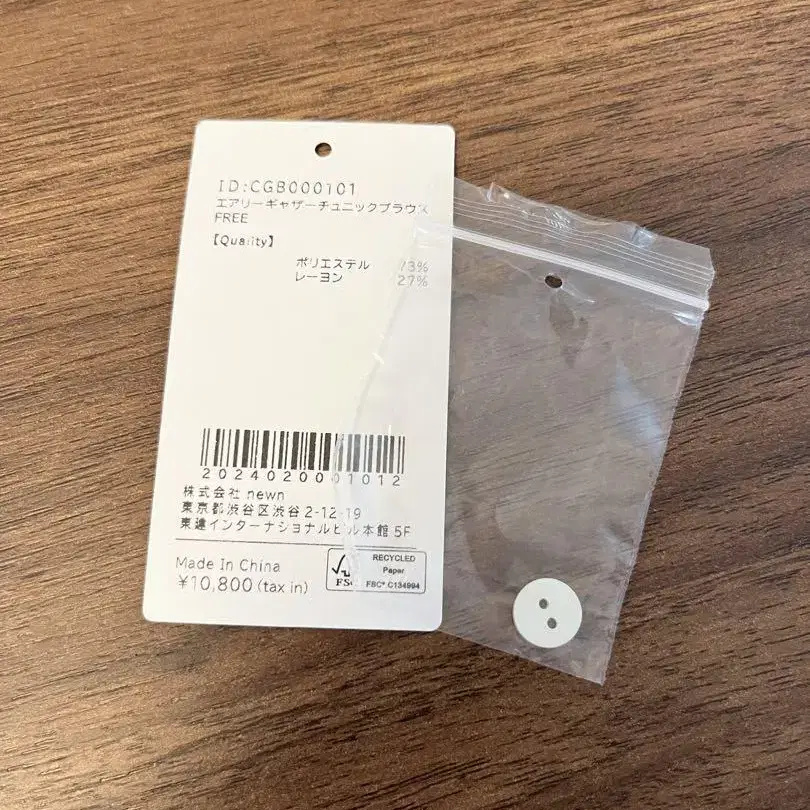 ID:CGB000101
エアリーギャザーチュニックブラウス
FREE
【Quality】
ポリエステル 73%
レーヨン 27%
2024020001012
株式会社 newn
東京都渋谷区渋谷 2-12-19
東建インターナショナルビル本館 5F
Made In China
¥10,800 (tax in)
FSC
RECYCLED
Paper
FSC® C134994